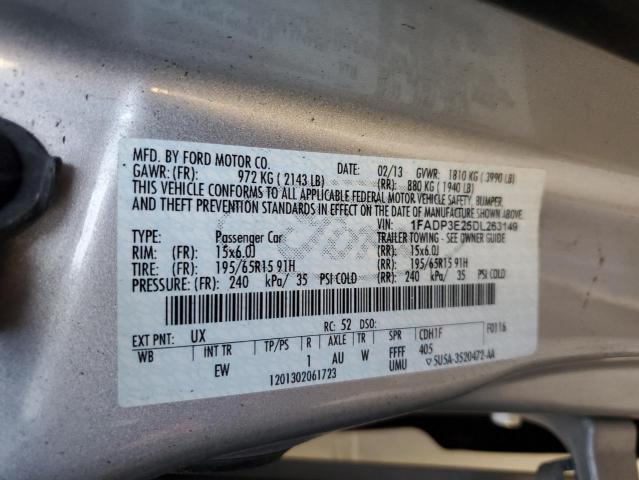 MFD. BY FORD MOTOR CO.
DATE: 02/13 GVWR: 1810 KG ( 3990 LB)
GAWR: (FR): 972 KG ( 2143 LB) (RR): 880 KG ( 1940 LB)
THIS VEHICLE CONFORMS TO ALL APPLICABLE FEDERAL MOTOR VEHICLE SAFETY, BUMPER,
AND THEFT PREVENTION STANDARDS IN EFFECT ON THE DATE OF MANUFACTURE SHOWN ABOVE.
VIN: 1FADP3E25DL263149
TYPE: Passenger Car TRAILER TOWING - SEE OWNER GUIDE
RIM: (FR): 15x6.0J (RR): 15x6.0J
TIRE: (FR): 195/65R15 91H (RR): 195/65R15 91H
PRESSURE: (FR): 240 kPa/ 35 PSI COLD (RR): 240 kPa/ 35 PSI COLD
EXT PNT: UX RC: 52 DSO: F0116
WB INT TR TP/PS R AXLE TR SPR CDH1F
EW 1 AU W FFFF 405
1201302061723 UMU ▽ 5U5A-3520472-AA